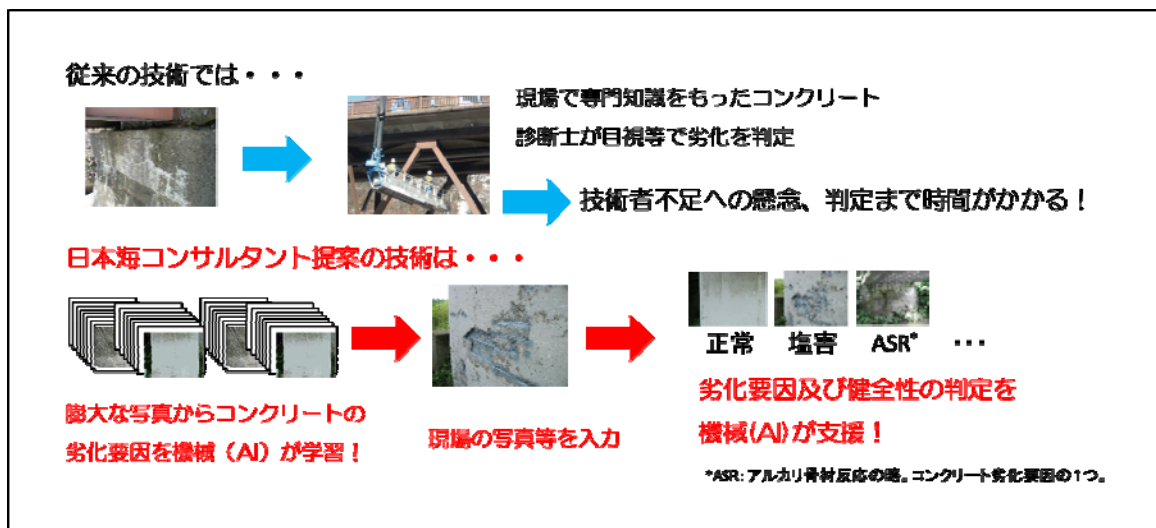 従来の技術では・・・
現場で専門知識をもったコンクリート
診断士が目視等で劣化を判定
技術者不足への懸念、判定まで時間がかかる！
日本海コンサルタント提案の技術は・・・
正常 塩害 ASR* ・・・
膨大な写真からコンクリートの
劣化要因を機械（AI）が学習！
現場の写真等を入力
劣化要因及び健全性の判定を
機械(AI)が支援！
*ASR：アルカリ骨材反応の略。コンクリート劣化要因の1つ。